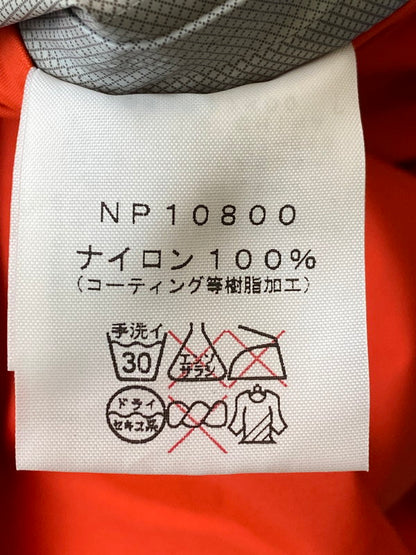 NP10800
ナイロン100%
(コーティング等樹脂加工)
手洗イ
30
エンソ
サラシ
ドライ
セキユ系